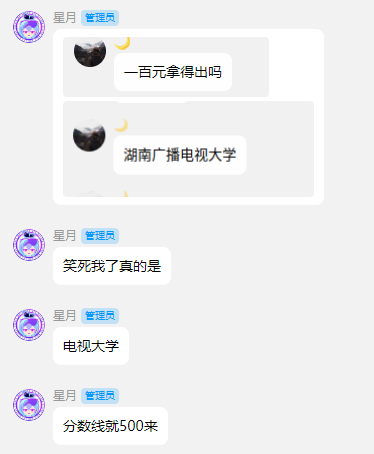 星月 管理员
🌙
一百元拿得出吗
🌙
湖南广播电视大学
星月 管理员
笑死我了真的是
星月 管理员
电视大学
星月 管理员
分数线就500来